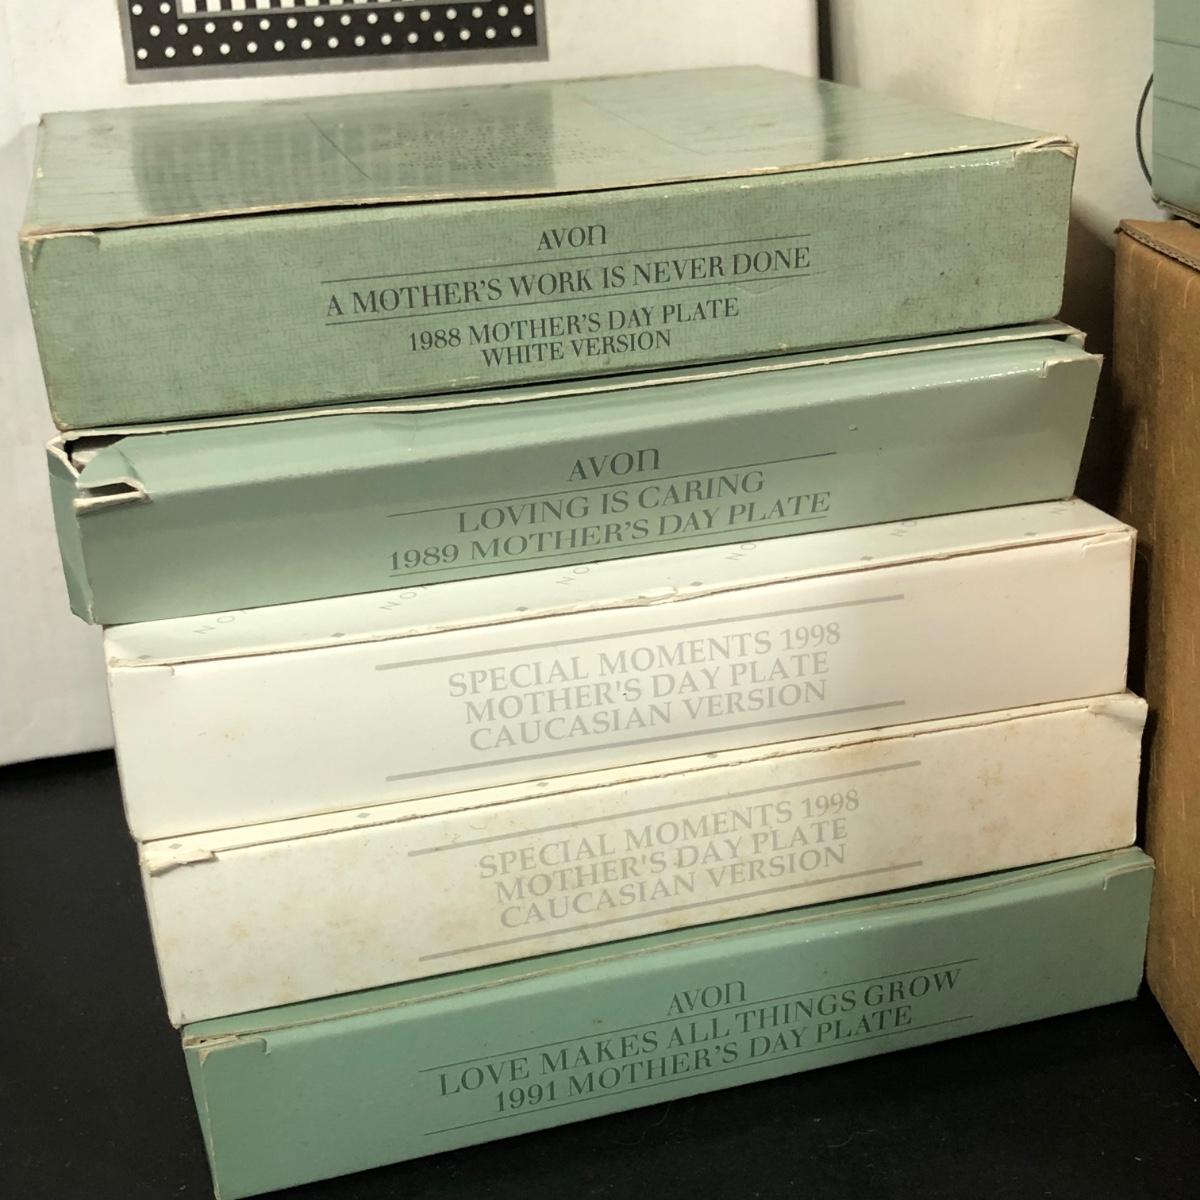 AVON
A MOTHER'S WORK IS NEVER DONE
1988 MOTHER'S DAY PLATE
WHITE VERSION
AVON
LOVING IS CARING
1989 MOTHER'S DAY PLATE
SPECIAL MOMENTS 1998
MOTHER'S DAY PLATE
CAUCASIAN VERSION
SPECIAL MOMENTS 1998
MOTHER'S DAY PLATE
CAUCASIAN VERSION
AVON
LOVE MAKES ALL THINGS GROW
1991 MOTHER'S DAY PLATE